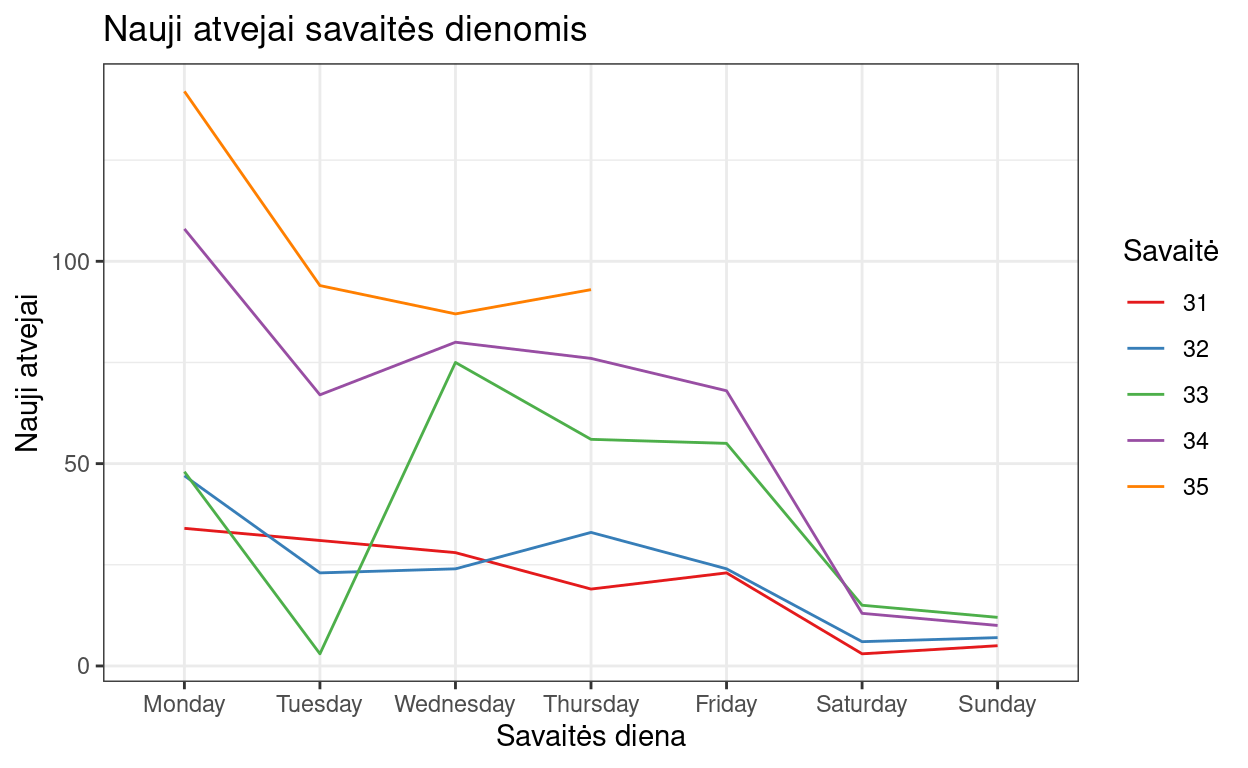 Nauji atvejai savaitės dienomis
Nauji atvejai
100
50
0
Monday Tuesday Wednesday Thursday Friday Saturday Sunday
Savaitės diena
Savaitė
31
32
33
34
35